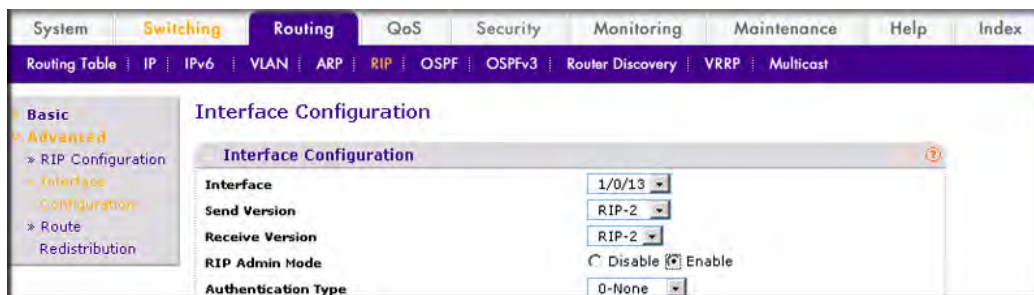 System Switching Routing QoS Security Monitoring Maintenance Help Index
Routing Table IP IPv6 VLAN ARP RIP OSPF OSPFv3 Router Discovery VRRP Multicast
Basic
Advanced
» RIP Configuration
» Interface
Configuration
» Route
Redistribution
Interface Configuration
Interface Configuration ?
Interface 1/0/13
Send Version RIP-2
Receive Version RIP-2
RIP Admin Mode Disable Enable
Authentication Type 0-None